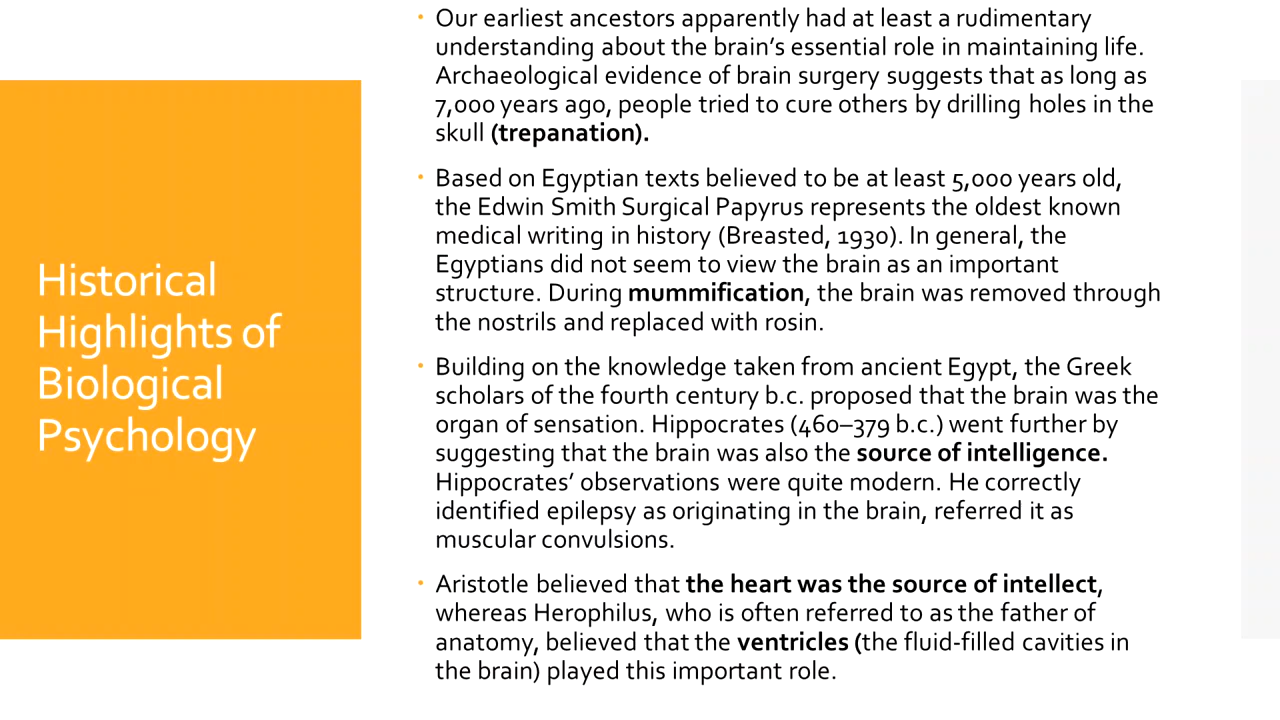 Historical
Highlights of
Biological
Psychology
• Our earliest ancestors apparently had at least a rudimentary
understanding about the brain’s essential role in maintaining life.
Archaeological evidence of brain surgery suggests that as long as
7,000 years ago, people tried to cure others by drilling holes in the
skull (trepanation).
• Based on Egyptian texts believed to be at least 5,000 years old,
the Edwin Smith Surgical Papyrus represents the oldest known
medical writing in history (Breasted, 1930). In general, the
Egyptians did not seem to view the brain as an important
structure. During mummification, the brain was removed through
the nostrils and replaced with rosin.
• Building on the knowledge taken from ancient Egypt, the Greek
scholars of the fourth century b.c. proposed that the brain was the
organ of sensation. Hippocrates (460–379 b.c.) went further by
suggesting that the brain was also the source of intelligence.
Hippocrates’ observations were quite modern. He correctly
identified epilepsy as originating in the brain, referred it as
muscular convulsions.
• Aristotle believed that the heart was the source of intellect,
whereas Herophilus, who is often referred to as the father of
anatomy, believed that the ventricles (the fluid-filled cavities in
the brain) played this important role.